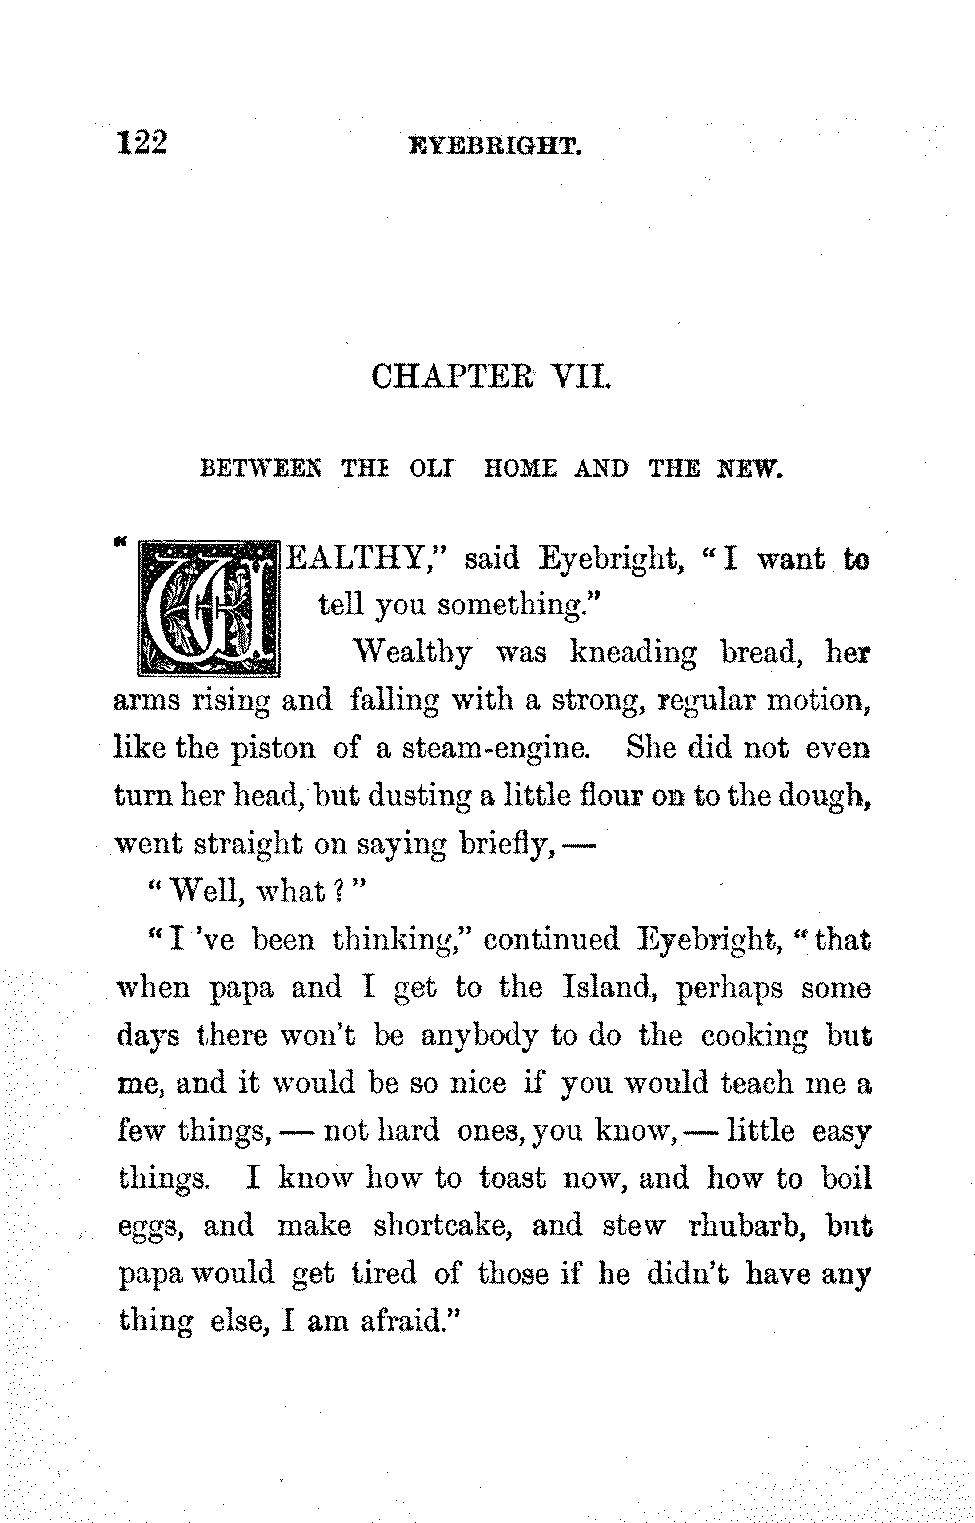 122 EYEBRIGHT.
CHAPTER VII.
BETWEEN THE OLD HOME AND THE NEW.
“WEALTHY,” said Eyebright, “I want to
tell you something.”
Wealthy was kneading bread, her
arms rising and falling with a strong, regular motion,
like the piston of a steam-engine. She did not even
turn her head, but dusting a little flour on to the dough,
went straight on saying briefly,—
“Well, what?”
“I 've been thinking,” continued Eyebright, “that
when papa and I get to the Island, perhaps some
days there won't be anybody to do the cooking but
me, and it would be so nice if you would teach me a
few things,— not hard ones, you know,— little easy
things. I know how to toast now, and how to boil
eggs, and make shortcake, and stew rhubarb, but
papa would get tired of those if he didn't have any
thing else, I am afraid.”